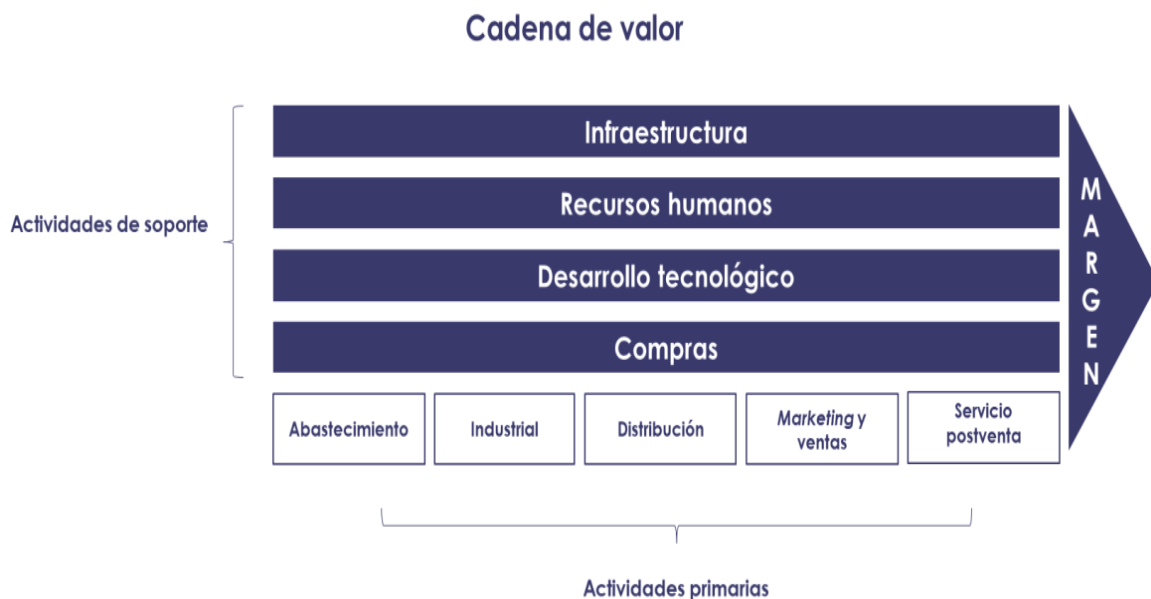 Cadena de valor
Infraestructura
Recursos humanos
Actividades de soporte
Desarrollo tecnológico
Compras
MARGEN
Abastecimiento
Industrial
Distribución
Marketing y
ventas
Servicio
postventa
Actividades primarias